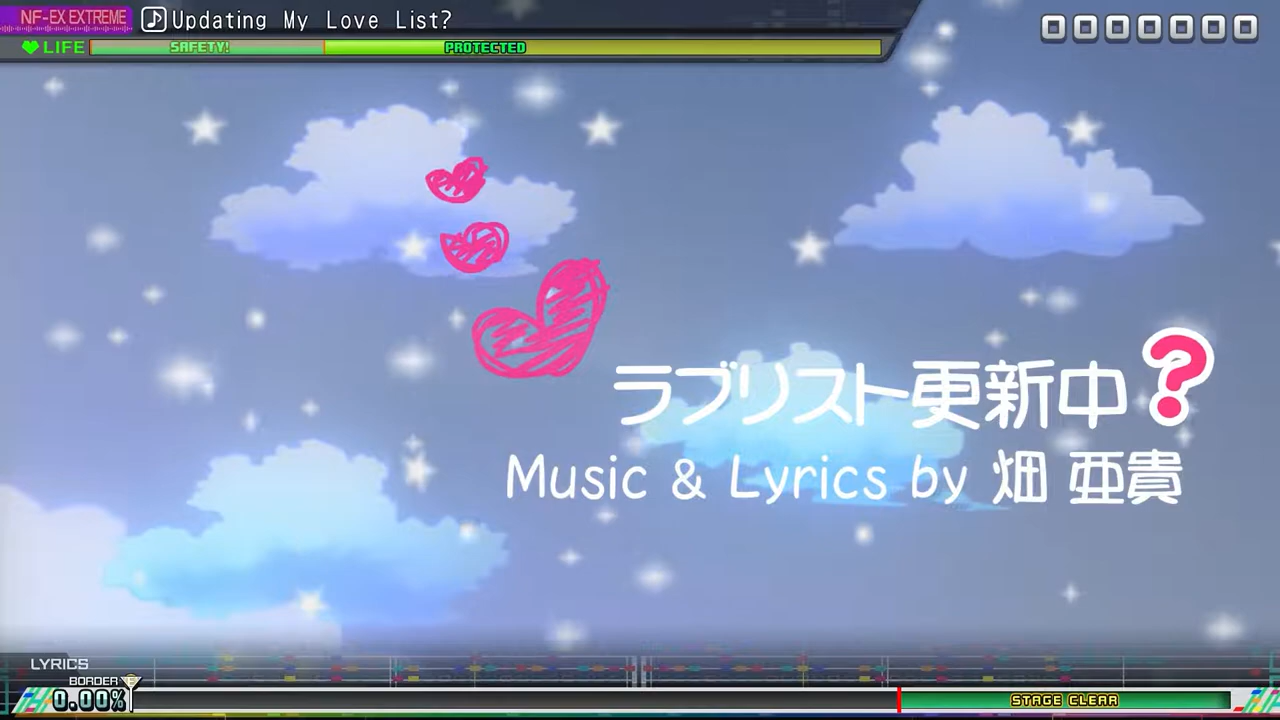 NF-EX EXTREME
Updating My Love List?
0000000
LIFE
SAFETY!
PROTECTED
ラブリスト更新中?
Music & Lyrics by 畑 亜貴
LYRICS
BORDER
0.00%
STAGE CLEAR